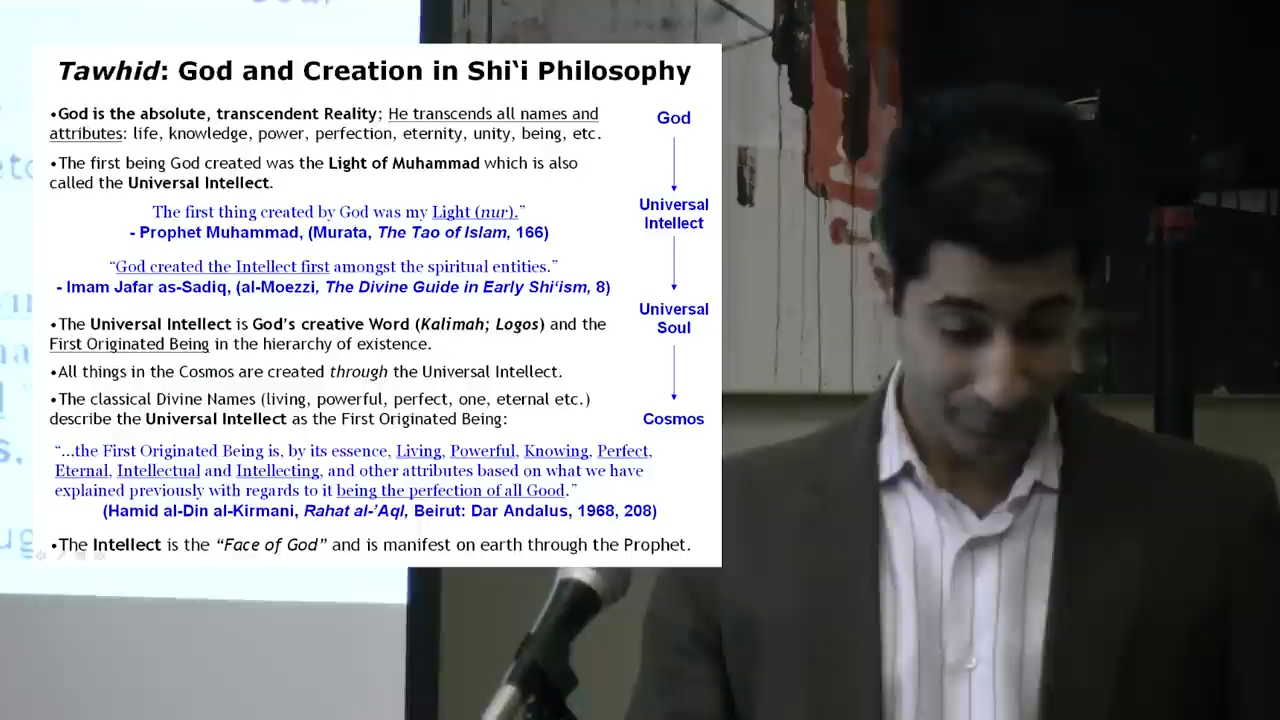 God,
Tawhid: God and Creation in Shi‘i Philosophy
•God is the absolute, transcendent Reality; He transcends all names and
attributes: life, knowledge, power, perfection, eternity, unity, being, etc.
•The first being God created was the Light of Muhammad which is also
called the Universal Intellect.
The first thing created by God was my Light (nur).”
- Prophet Muhammad, (Murata, The Tao of Islam, 166)
“God created the Intellect first amongst the spiritual entities.”
- Imam Jafar as-Sadiq, (al-Moezzi, The Divine Guide in Early Shi‘ism, 8)
•The Universal Intellect is God’s creative Word (Kalimah; Logos) and the
First Originated Being in the hierarchy of existence.
•All things in the Cosmos are created through the Universal Intellect.
•The classical Divine Names (living, powerful, perfect, one, eternal etc.)
describe the Universal Intellect as the First Originated Being:
“…the First Originated Being is, by its essence, Living, Powerful, Knowing, Perfect,
Eternal, Intellectual and Intellecting, and other attributes based on what we have
explained previously with regards to it being the perfection of all Good.”
(Hamid al-Din al-Kirmani, Rahat al-’Aql, Beirut: Dar Andalus, 1968, 208)
•The Intellect is the “Face of God” and is manifest on earth through the Prophet.
God
Universal
Intellect
Universal
Soul
Cosmos